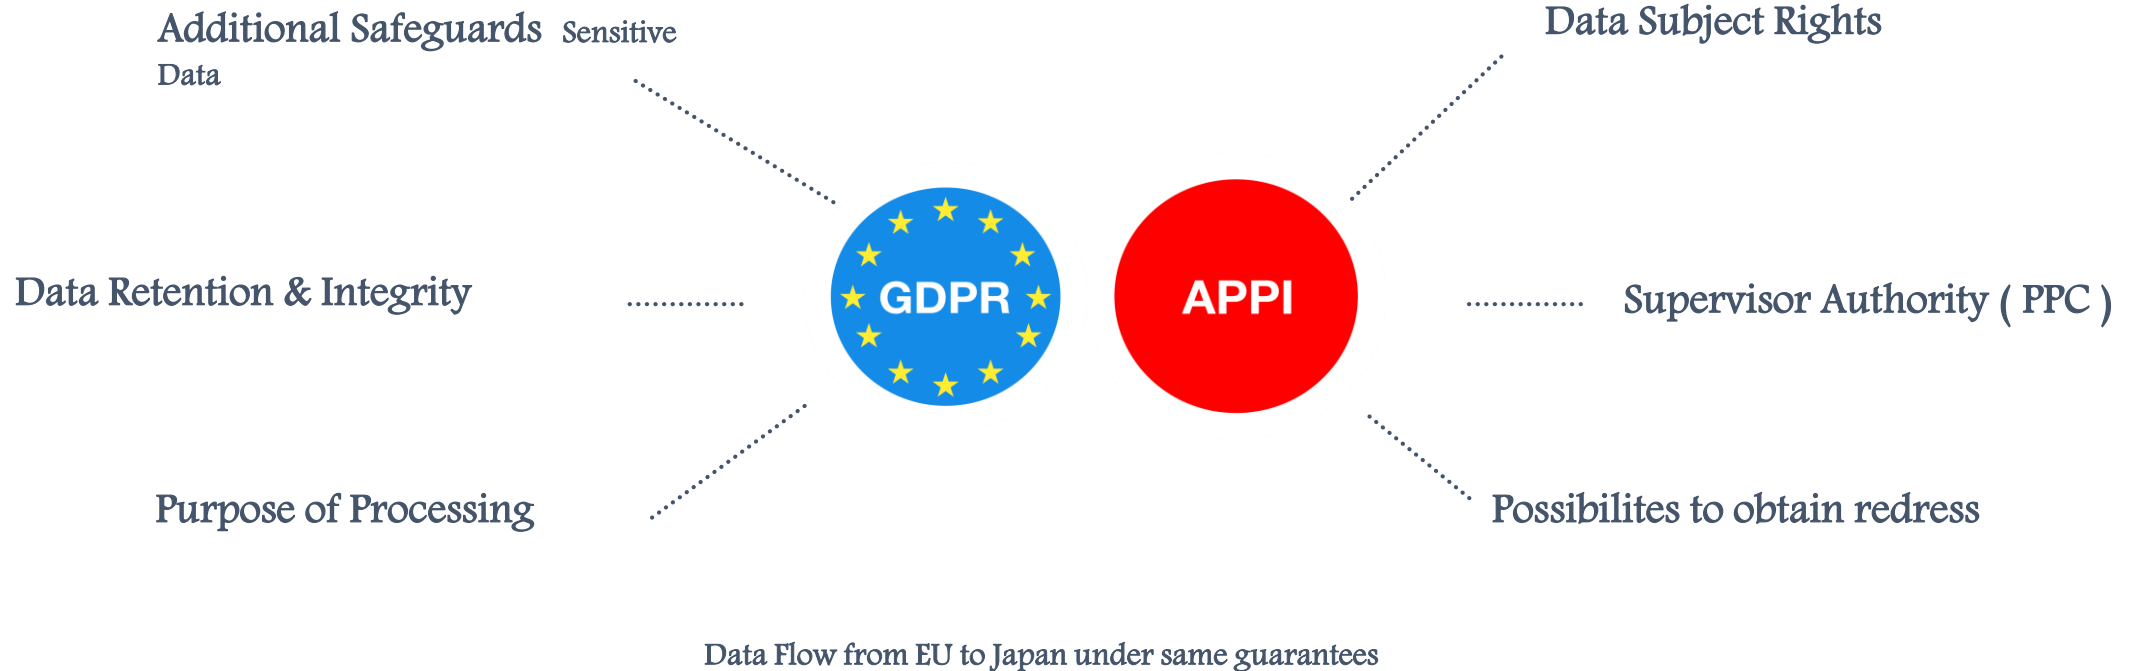 Additional Safeguards Sensitive
Data
Data Subject Rights
Data Retention & Integrity
GDPR
APPI
Supervisor Authority ( PPC )
Purpose of Processing
Possibilites to obtain redress
Data Flow from EU to Japan under same guarantees